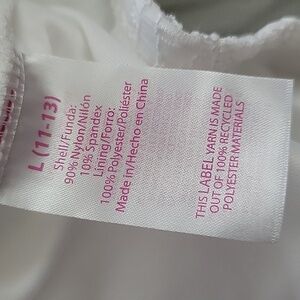 L (11-13)
Shell/Funda:
90% Nylon/Nilón
10% Spandex
Lining/Forro:
100% Polyester/Poliéster
Made in/Hecho en China
THIS LABEL YARN IS MADE
OUT OF 100% RECYCLED
POLYESTER MATERIALS